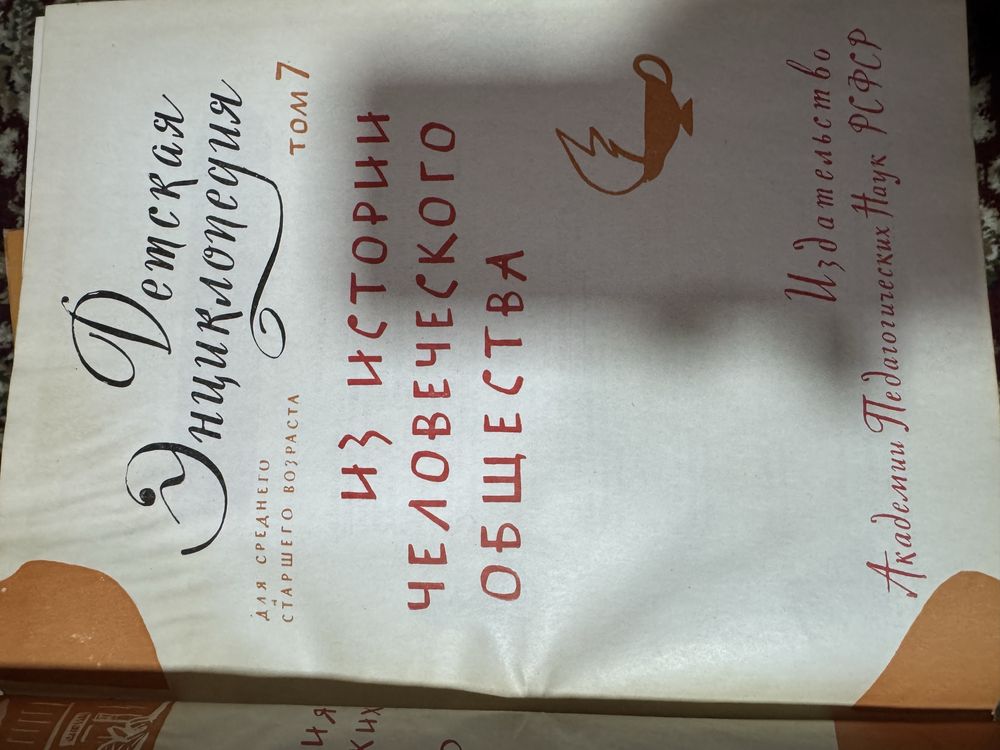 Детская
Энциклопедия
для среднего
и
старшего возраста
том 7
ИЗ ИСТОРИИ
ЧЕЛОВЕЧЕСКОГО
ОБЩЕСТВА
Издательство
Академии Педагогических Наук РСФСР